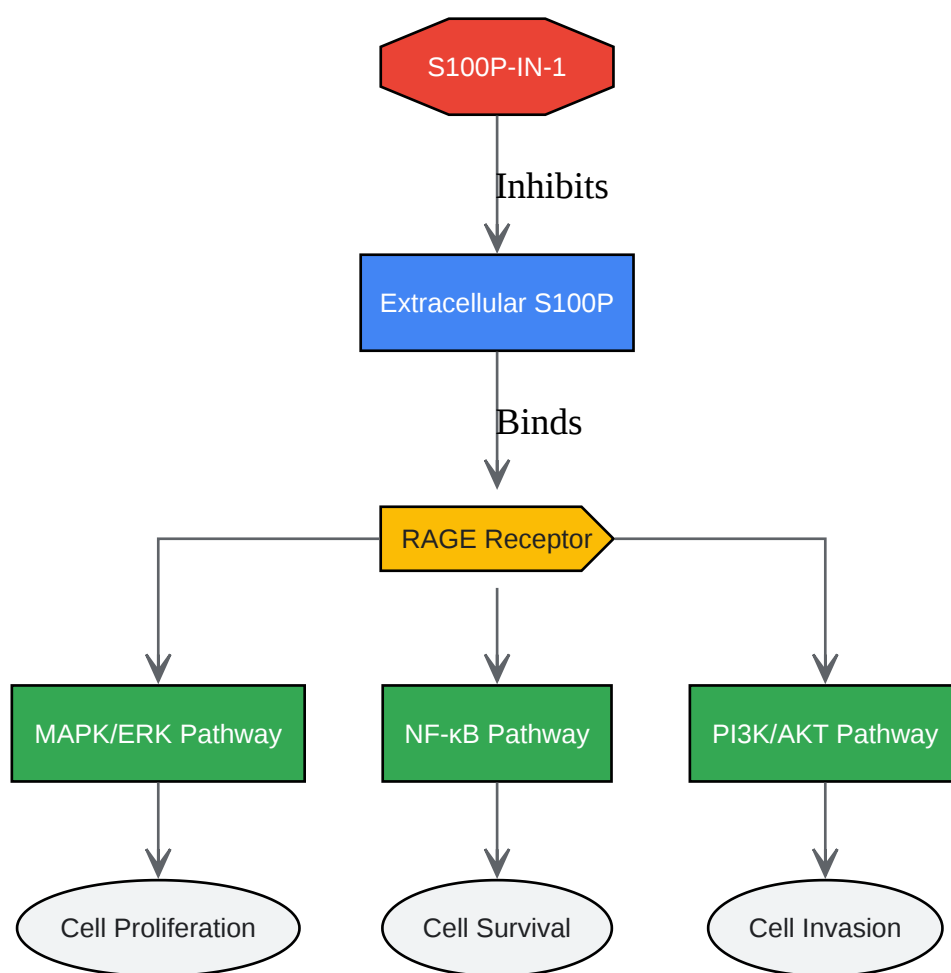 S100P-IN-1
Inhibits
Extracellular S100P
Binds
RAGE Receptor
MAPK/ERK Pathway
NF-κB Pathway
PI3K/AKT Pathway
Cell Proliferation
Cell Survival
Cell Invasion